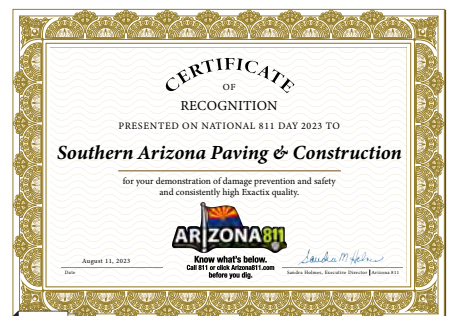 CERTIFICATE
OF
RECOGNITION
PRESENTED ON NATIONAL 811 DAY 2023 TO
Southern Arizona Paving & Construction
for your demonstration of damage prevention and safety
and consistently high Exactix quality.
ARIZONA811
Know what's below.
Call 811 or click Arizona811.com
before you dig.
August 11, 2023
Sandra M Holmes
Date
Sandra Holmes, Executive Director Arizona 811